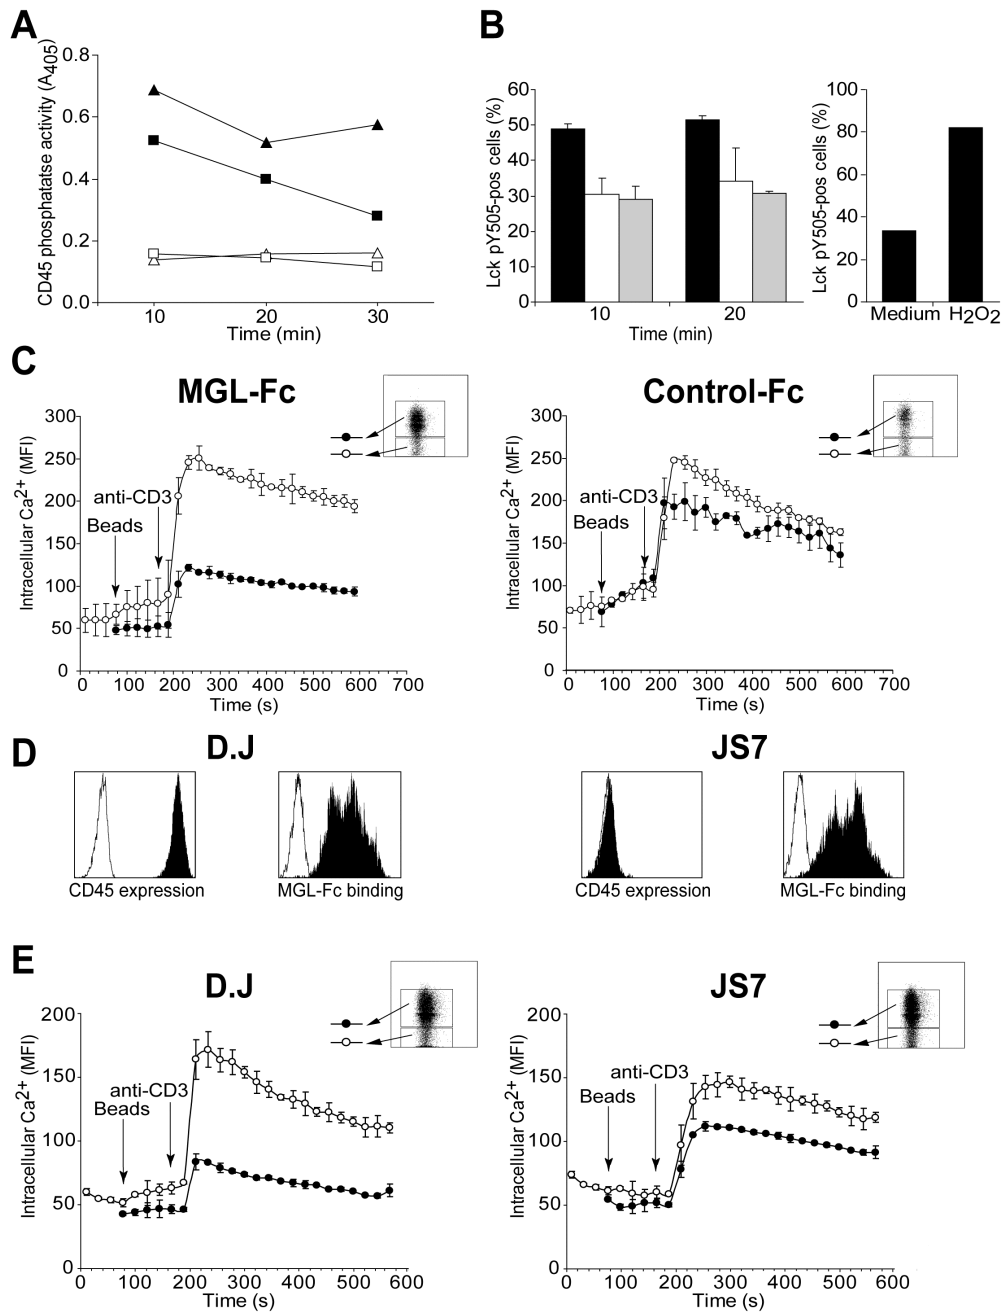 A
CD45 phosphatatse activity (A405)
0.8
0.6
0.4
0.2
0.0
10 20 30
Time (min)
B
Lck pY505-pos cells (%)
60
50
40
30
20
10
0
10 20
Time (min)
Lck pY505-pos cells (%)
100
80
60
40
20
0
Medium H2O2
C
MGL-Fc
Intracellular Ca2+ (MFI)
300
250
200
150
100
50
0
anti-CD3
Beads
0 100 200 300 400 500 600 700
Time (s)
Control-Fc
Intracellular Ca2+ (MFI)
300
250
200
150
100
50
0
anti-CD3
Beads
0 100 200 300 400 500 600 700
Time (s)
D
D.J
CD45 expression
MGL-Fc binding
JS7
CD45 expression
MGL-Fc binding
E
D.J
Intracellular Ca2+ (MFI)
200
150
100
50
0
anti-CD3
Beads
0 100 200 300 400 500 600
Time (s)
JS7
Intracellular Ca2+ (MFI)
200
150
100
50
0
anti-CD3
Beads
0 100 200 300 400 500 600
Time (s)